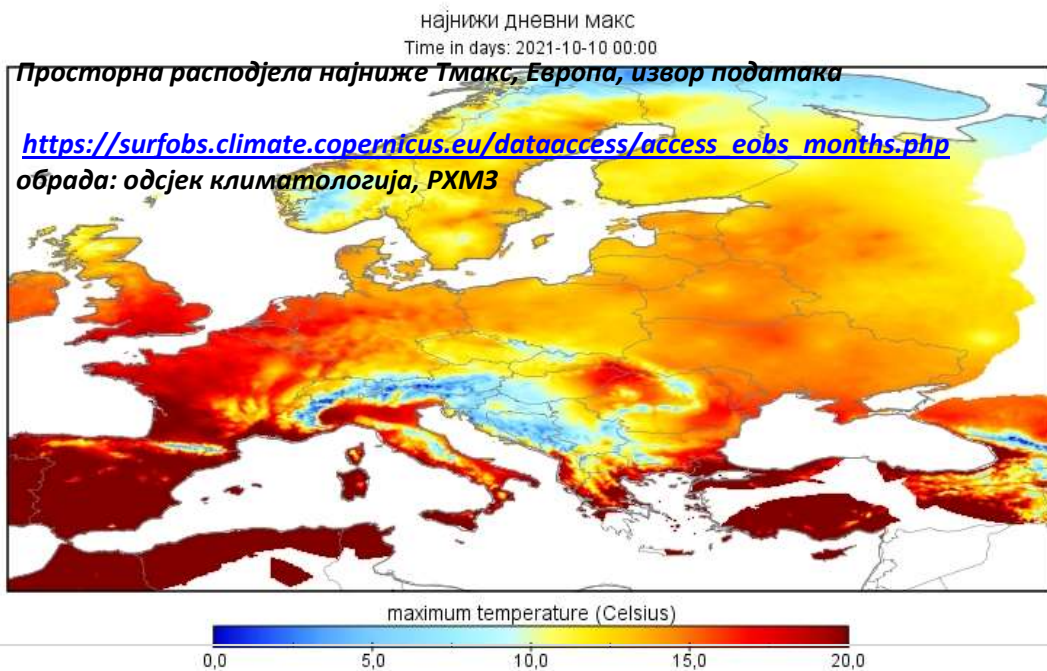 најнижи дневни макс
Time in days: 2021-10-10 00:00
Просторна расподјела најниже Тмакс, Европа, извор података
https://surfobs.climate.copernicus.eu/dataaccess/access_eobs_months.php
обрада: одсјек климатологија, РХМЗ
maximum temperature (Celsius)
0,0 5,0 10,0 15,0 20,0